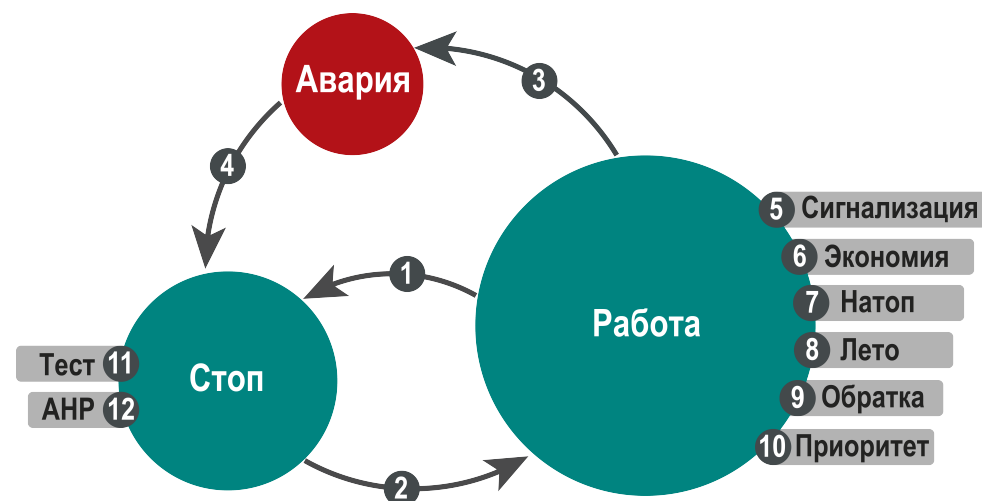 Авария
3
4
5 Сигнализация
6 Экономия
1
7 Натоп
Работа
8 Лето
Тест 11
Стоп
9 Обратка
АНР 12
10 Приоритет
2